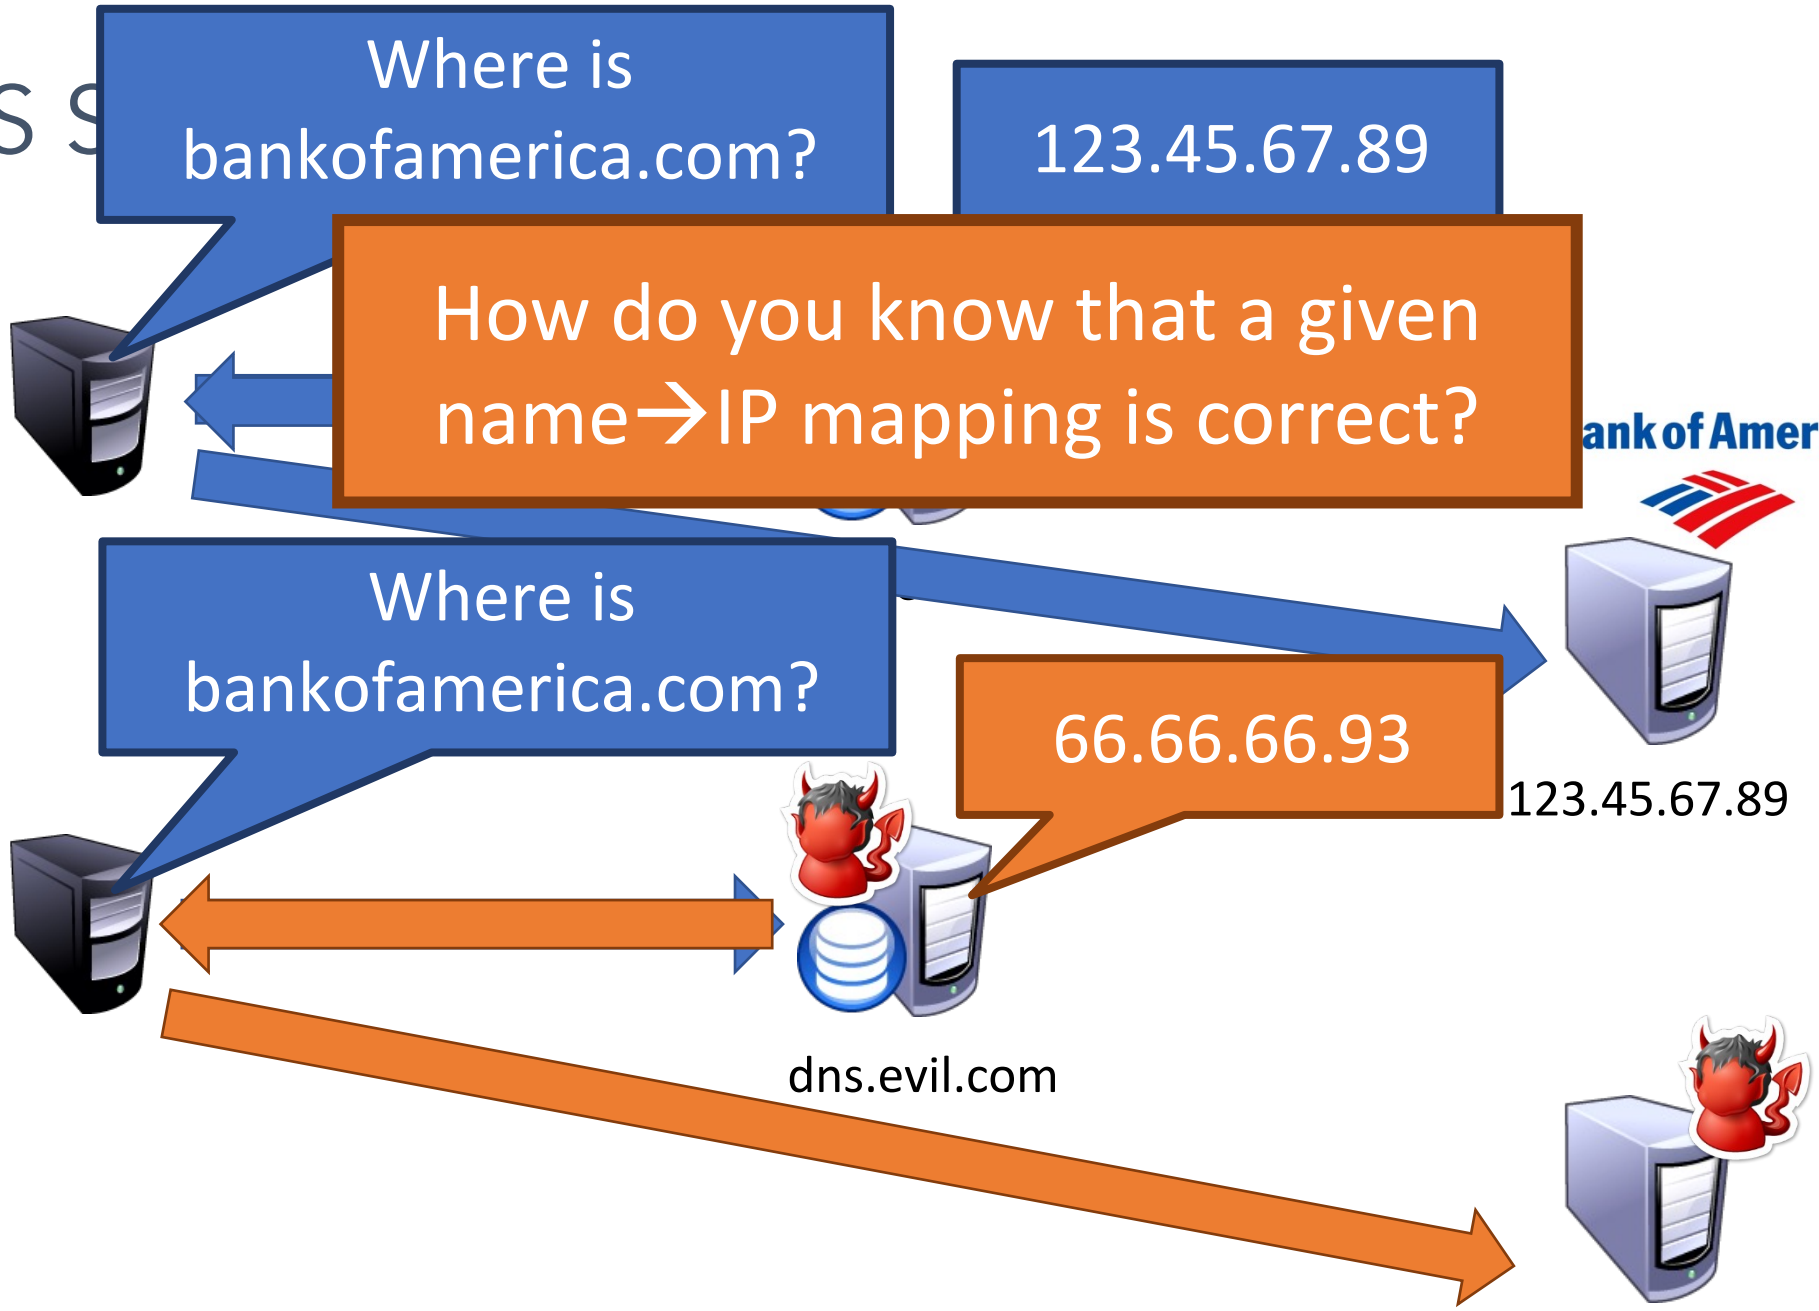 S S
Where is
bankofamerica.com?
123.45.67.89
How do you know that a given
name→IP mapping is correct?
ank of Amer
Where is
bankofamerica.com?
66.66.66.93
123.45.67.89
dns.evil.com